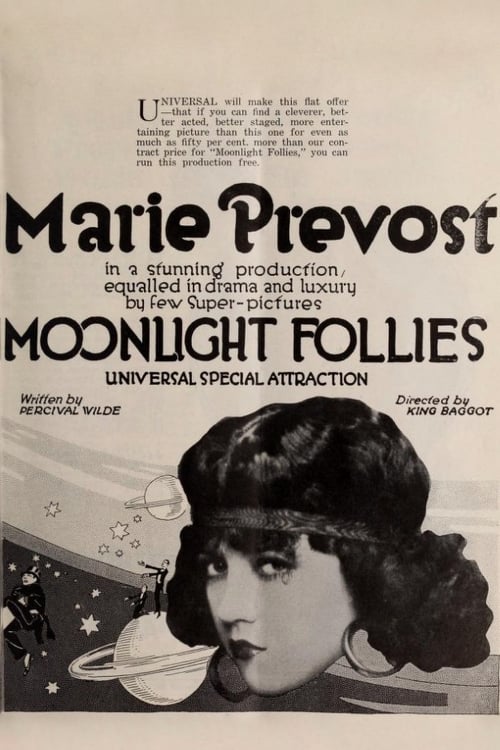 UNIVERSAL will make this flat offer
—that if you can find a cleverer, bet-
ter acted, better staged, more enter-
taining picture than this one for even as
much as fifty per cent. more than our con-
tract price for "Moonlight Follies," you can
run this production free.
Marie Prevost
in a stunning production,
equalled in drama and luxury
by few Super-pictures
MOONLIGHT FOLLIES
UNIVERSAL SPECIAL ATTRACTION
Written by
PERCIVAL WILDE
Directed by
KING BAGGOT